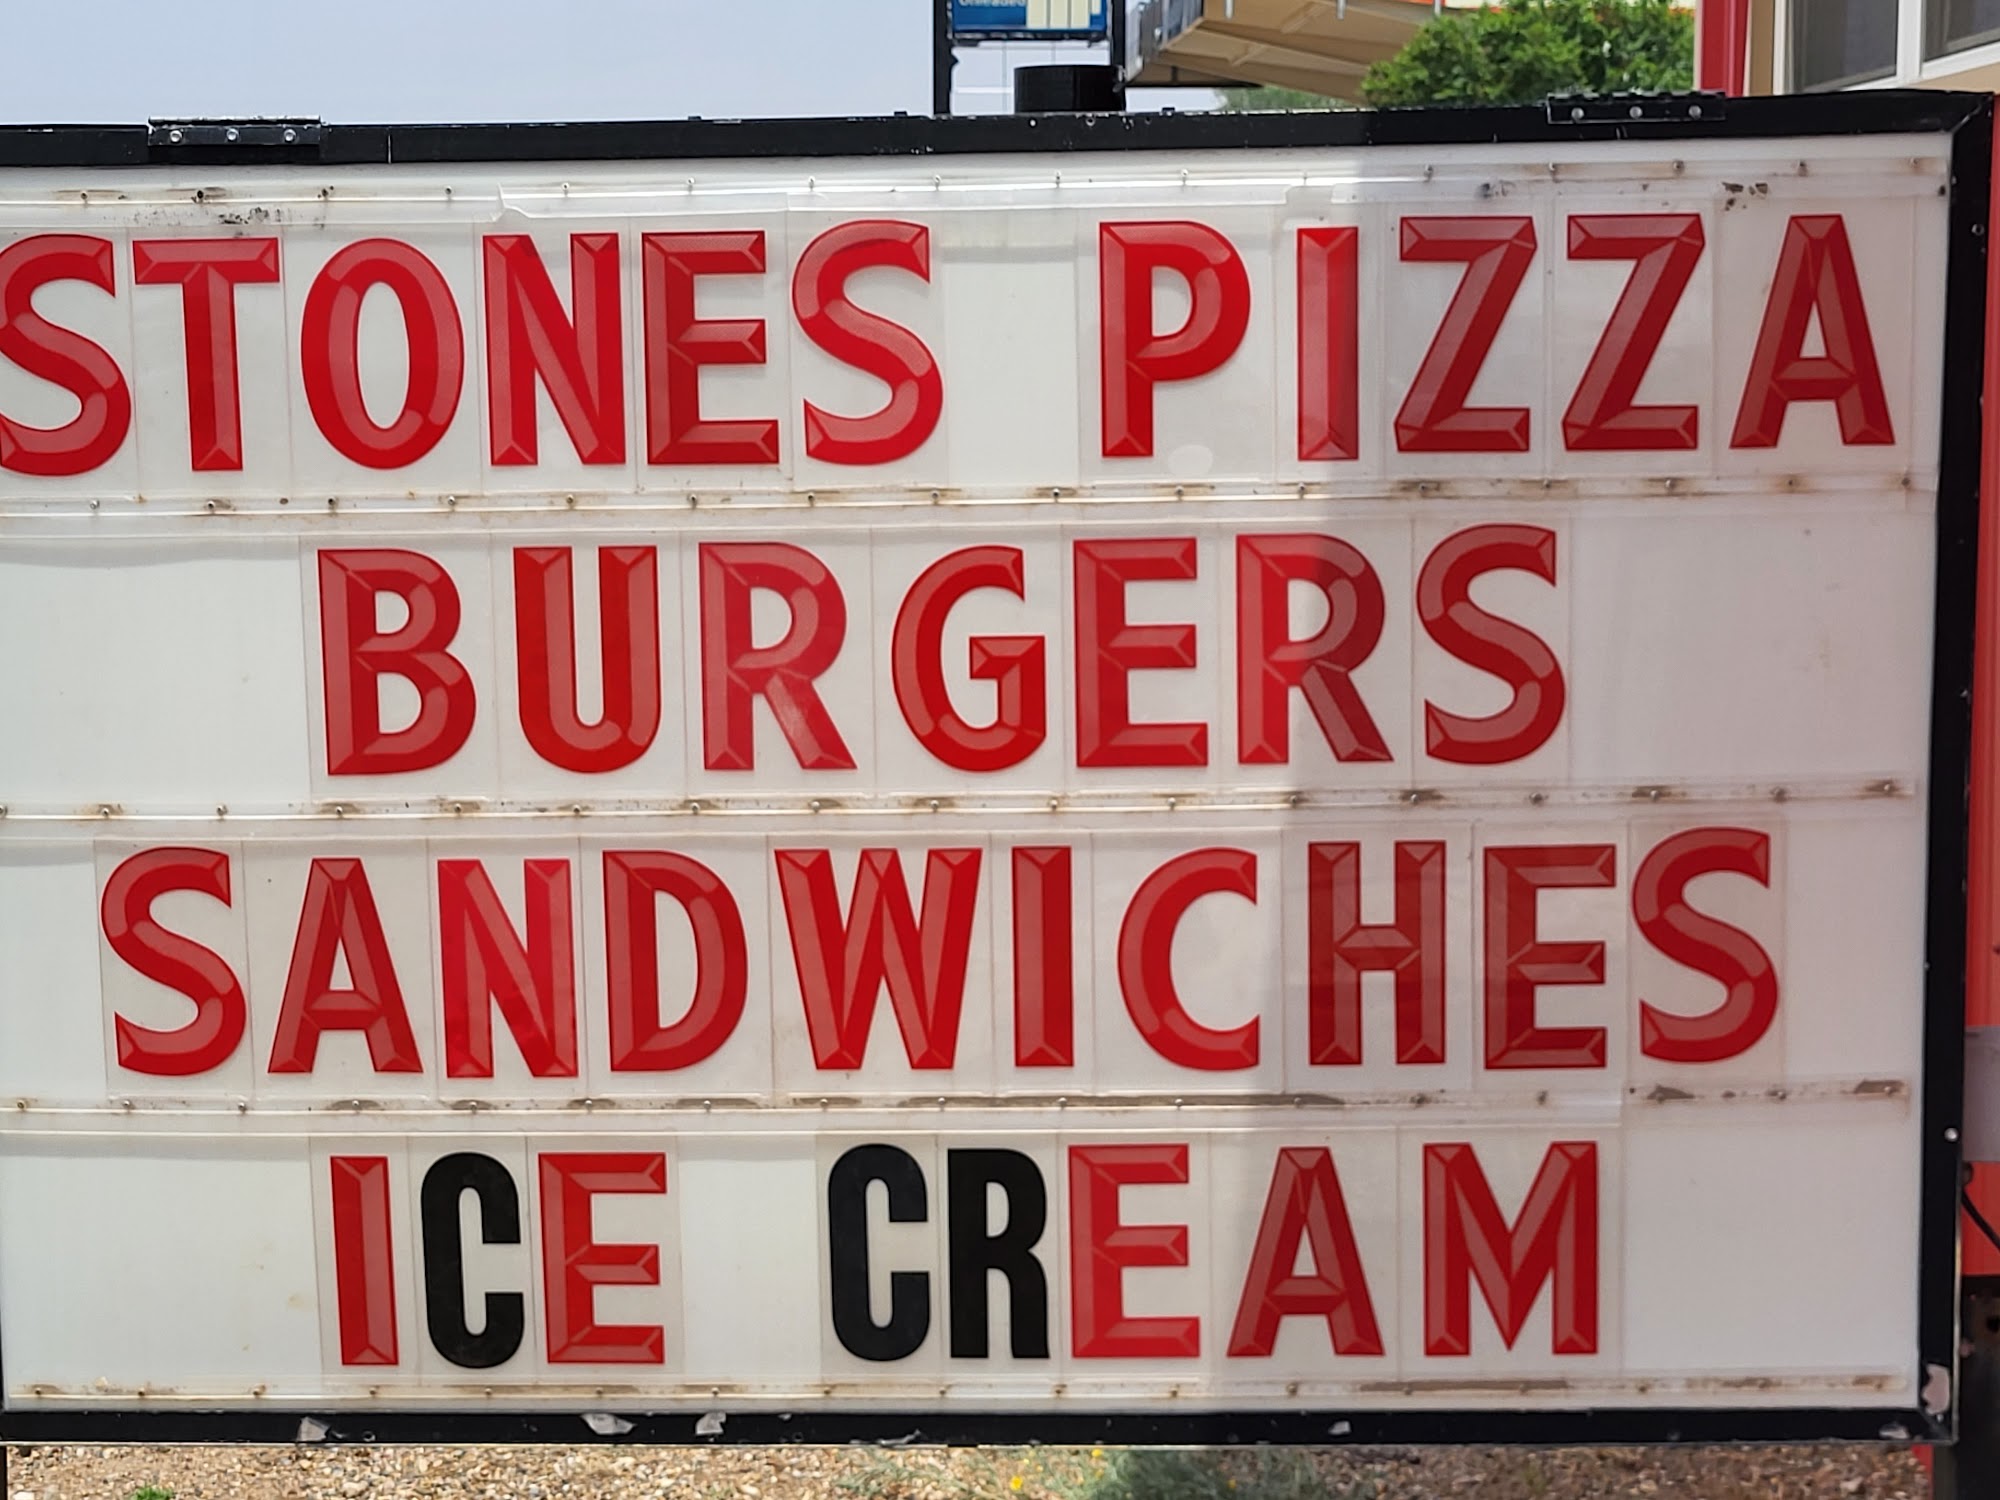 STONES PIZZA
BURGERS
SANDWICHES
ICE CREAM